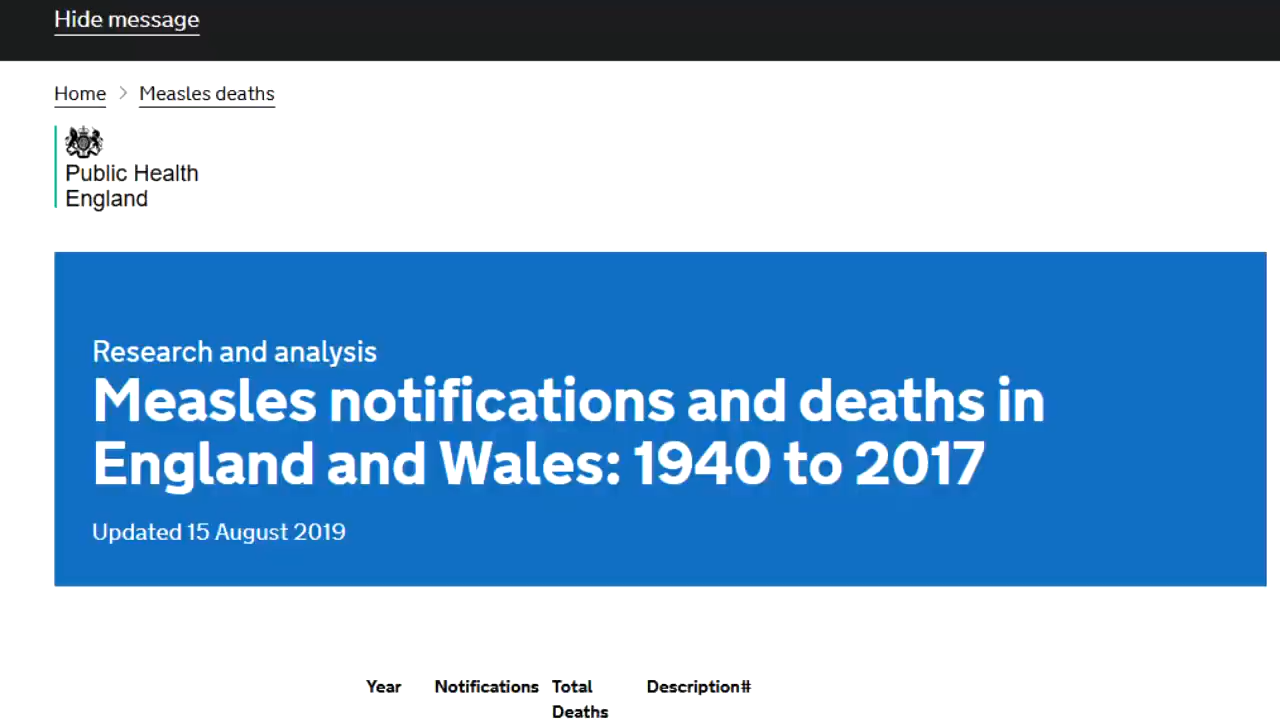 Hide message
Home > Measles deaths
Public Health
England
Research and analysis
Measles notifications and deaths in
England and Wales: 1940 to 2017
Updated 15 August 2019
Year Notifications Total Description#
Deaths